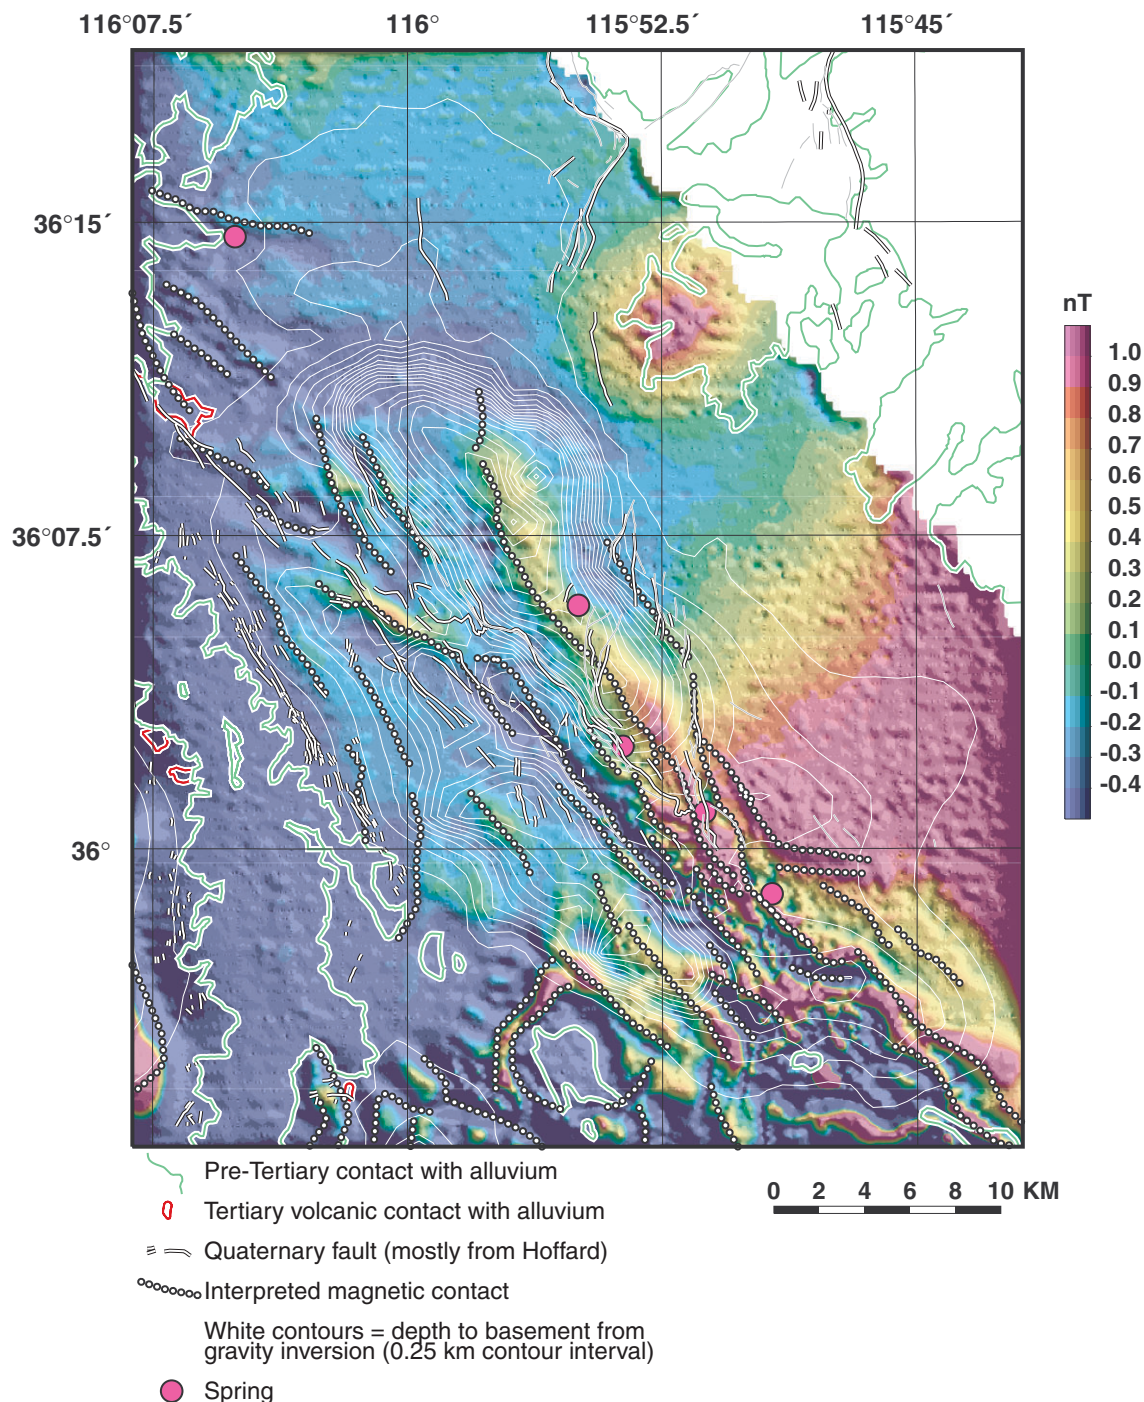 116°07.5´ 116° 115°52.5´ 115°45´
36°15´
36°07.5´
36°
nT
1.0
0.9
0.8
0.7
0.6
0.5
0.4
0.3
0.2
0.1
0.0
-0.1
-0.2
-0.3
-0.4
Pre-Tertiary contact with alluvium
Tertiary volcanic contact with alluvium
Quaternary fault (mostly from Hoffard)
Interpreted magnetic contact
White contours = depth to basement from
gravity inversion (0.25 km contour interval)
Spring
0 2 4 6 8 10 KM